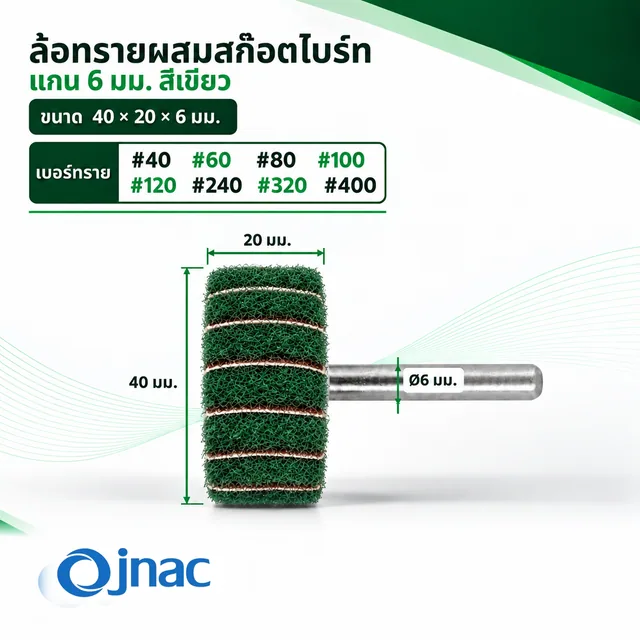 ล้อทรายผสมสก๊อตไบร์ท
แกน 6 มม. สีเขียว
ขนาด 40 × 20 × 6 มม.
เบอร์ทราย
#40 #60 #80 #100
#120 #240 #320 #400
20 มม.
40 มม.
Ø6 มม.
jnac